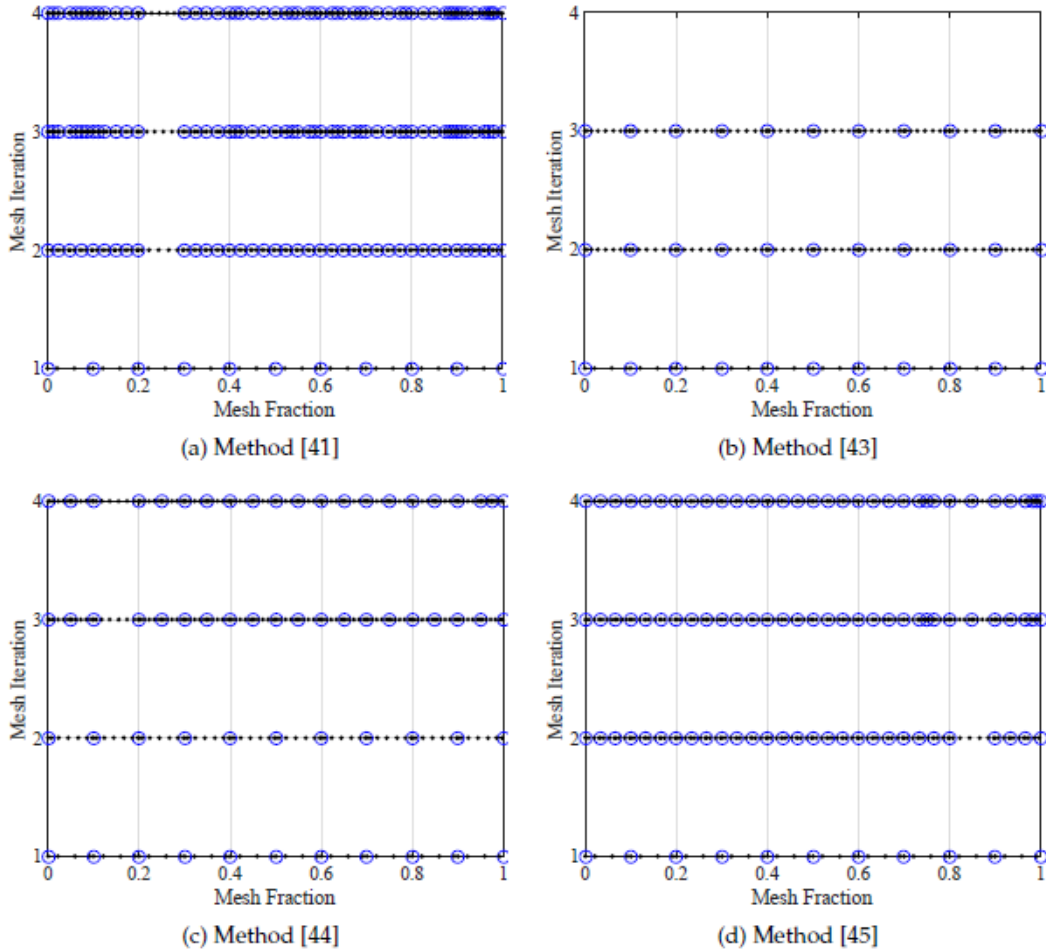 4
3
2
1
Mesh Iteration
0 0.2 0.4 0.6 0.8 1
Mesh Fraction
(a) Method [41]
4
3
2
1
Mesh Iteration
0 0.2 0.4 0.6 0.8 1
Mesh Fraction
(b) Method [43]
4
3
2
1
Mesh Iteration
0 0.2 0.4 0.6 0.8 1
Mesh Fraction
(c) Method [44]
4
3
2
1
Mesh Iteration
0 0.2 0.4 0.6 0.8 1
Mesh Fraction
(d) Method [45]